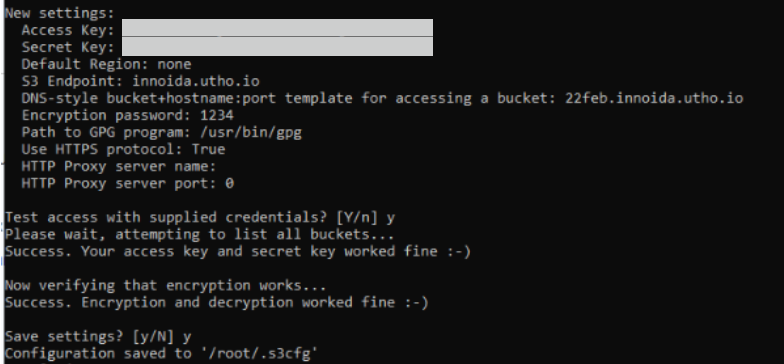 New settings:
Access Key:
Secret Key:
Default Region: none
S3 Endpoint: innoida.utho.io
DNS-style bucket+hostname:port template for accessing a bucket: 22feb.innoida.utho.io
Encryption password: 1234
Path to GPG program: /usr/bin/gpg
Use HTTPS protocol: True
HTTP Proxy server name:
HTTP Proxy server port: 0
Test access with supplied credentials? [Y/n] y
Please wait, attempting to list all buckets...
Success. Your access key and secret key worked fine :-)
Now verifying that encryption works...
Success. Encryption and decryption worked fine :-)
Save settings? [y/N] y
Configuration saved to '/root/.s3cfg'